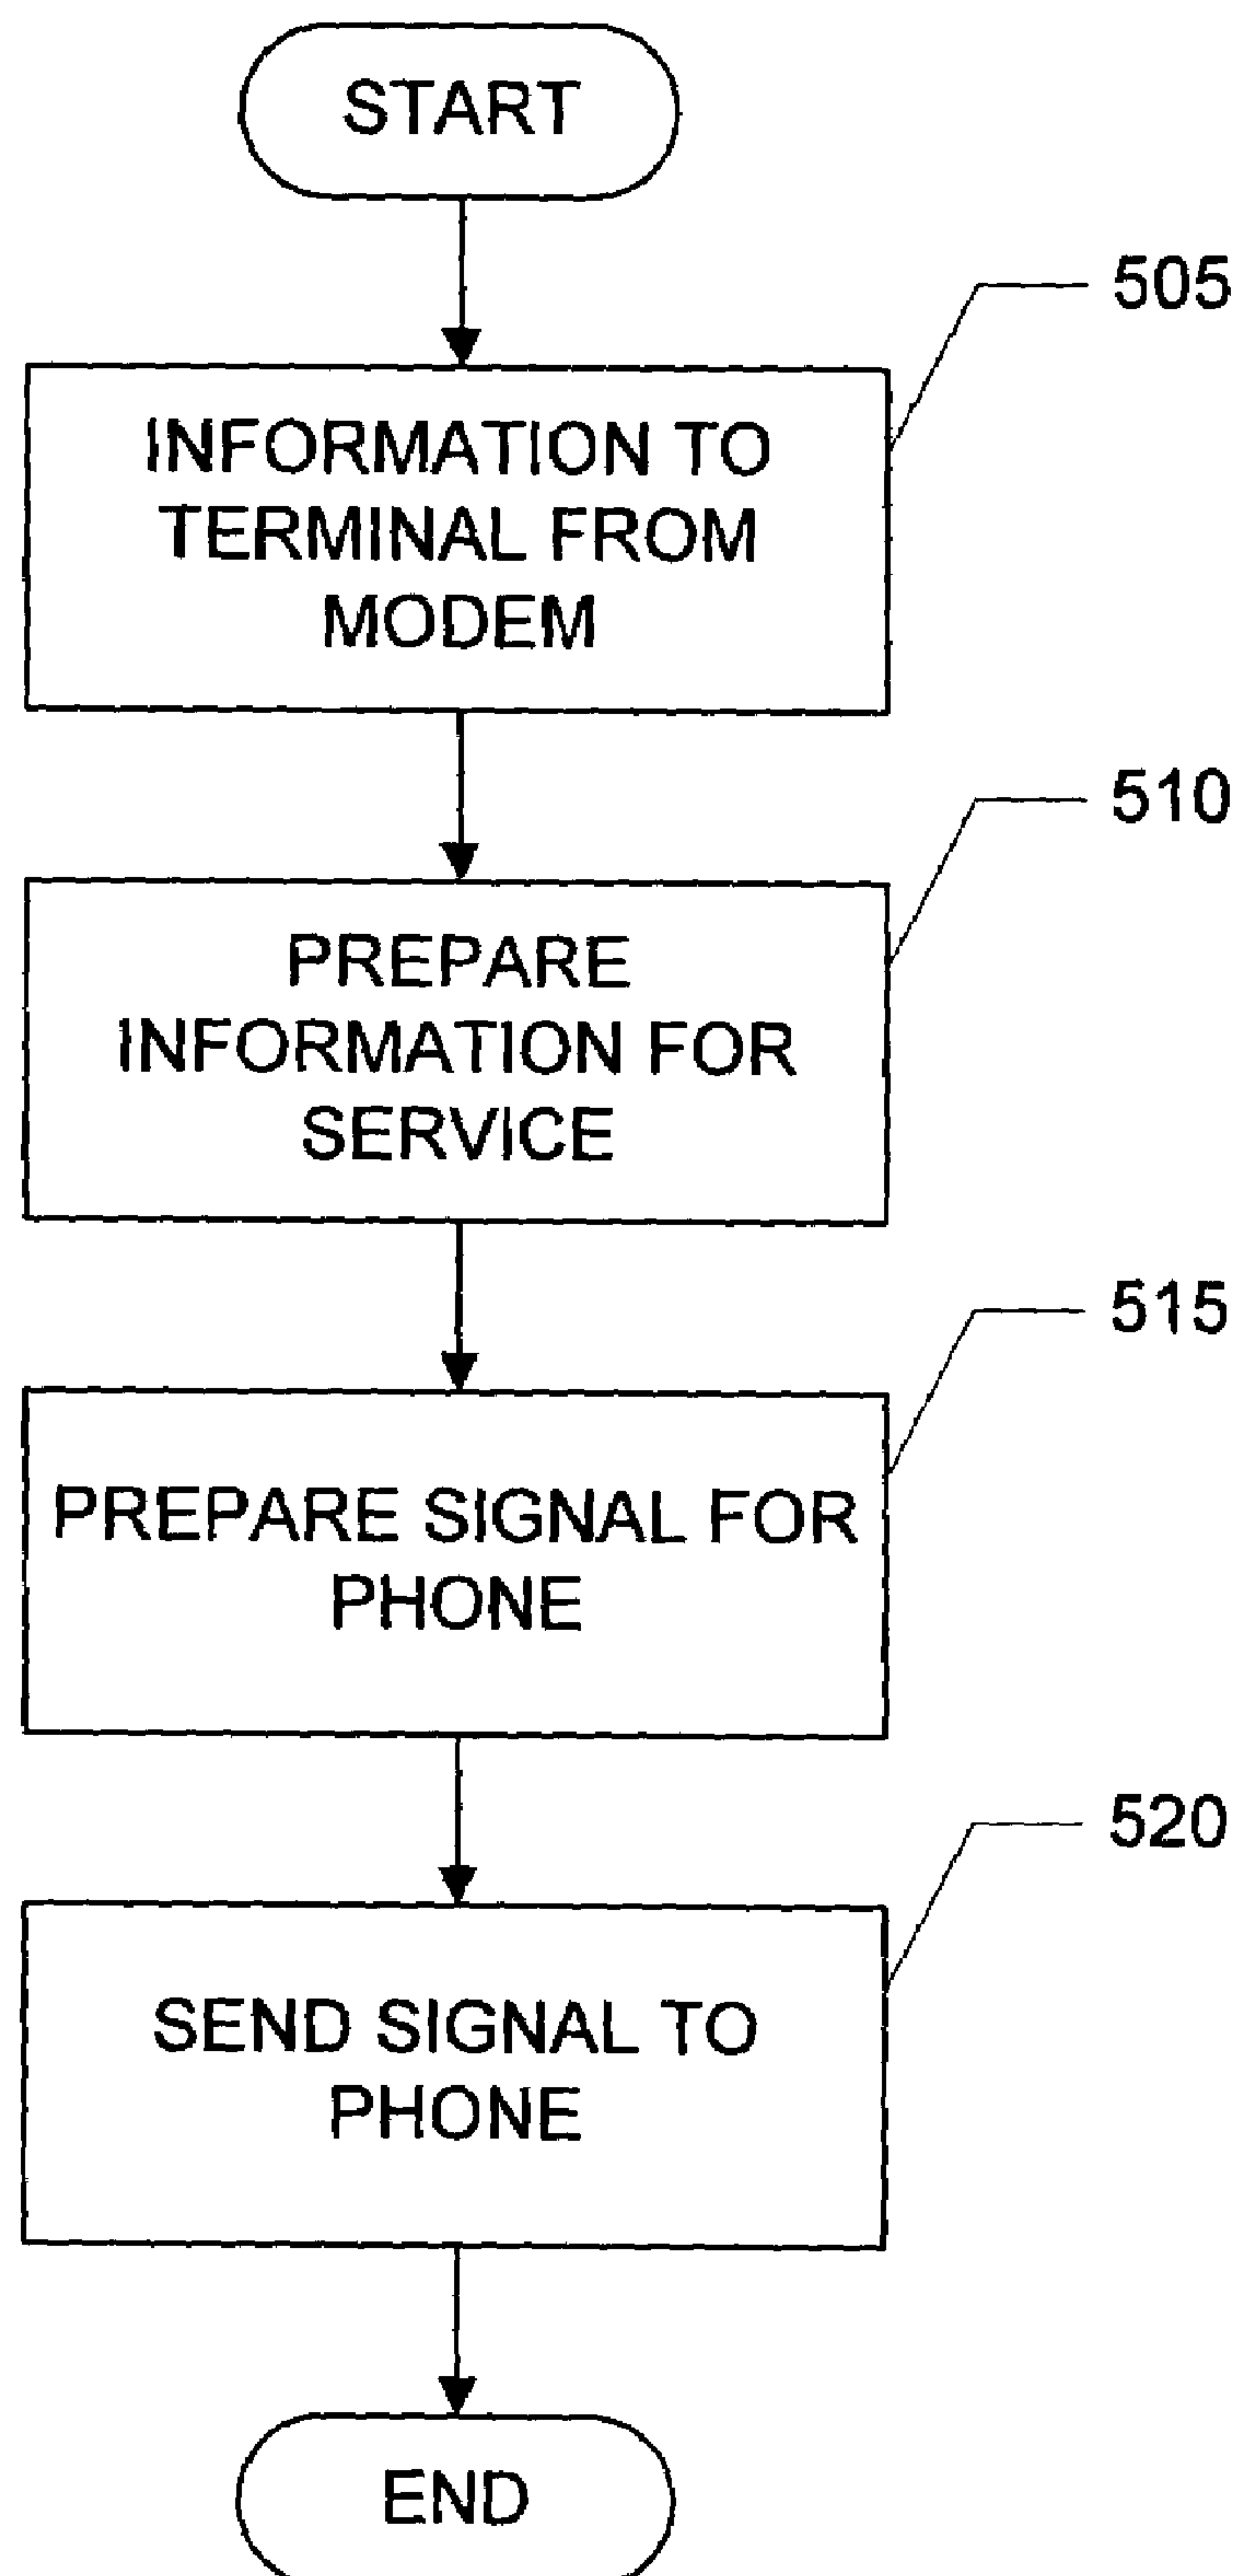 START
505
INFORMATION TO
TERMINAL FROM
MODEM
510
PREPARE
INFORMATION FOR
SERVICE
515
PREPARE SIGNAL FOR
PHONE
520
SEND SIGNAL TO
PHONE
END